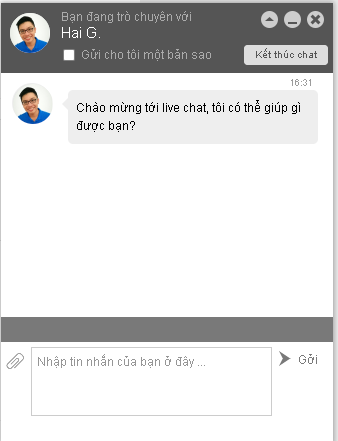 Bạn đang trò chuyện với
Hai G.
Gửi cho tôi một bản sao
Kết thúc chat
16:31
Chào mừng tới live chat, tôi có thể giúp gì
được bạn?
Nhập tin nhắn của bạn ở đây ...
Gởi